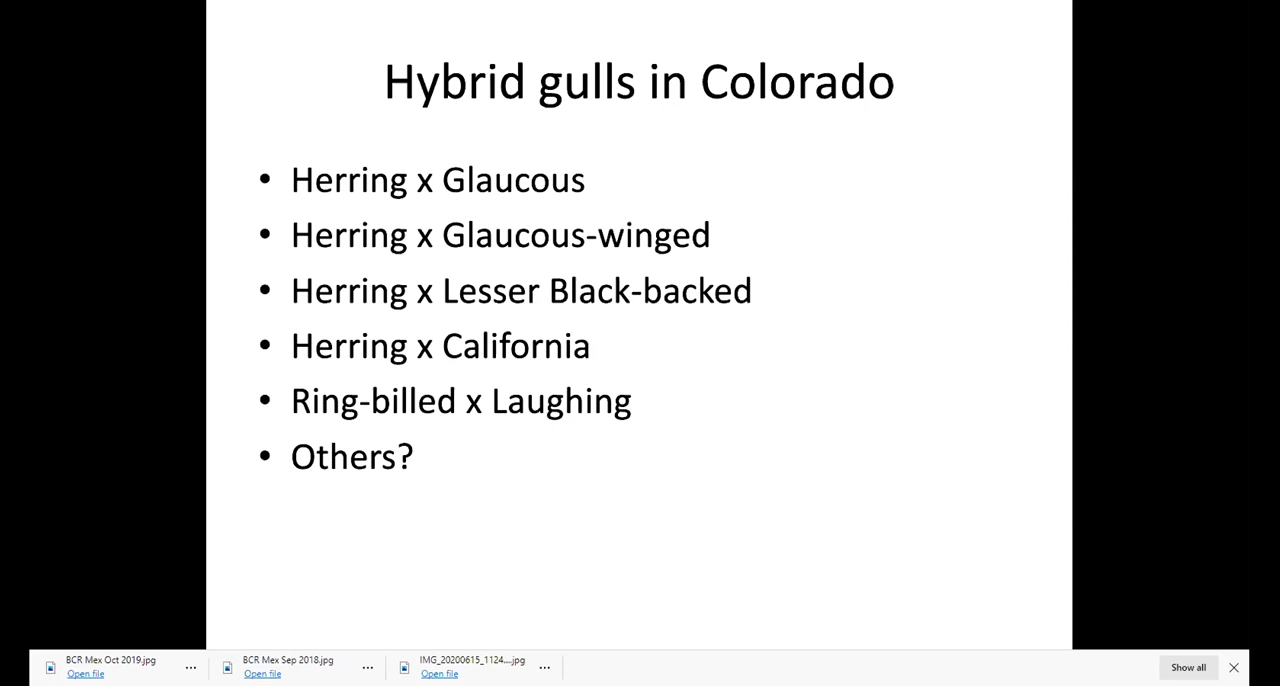 Hybrid gulls in Colorado
• Herring x Glaucous
• Herring x Glaucous-winged
• Herring x Lesser Black-backed
• Herring x California
• Ring-billed x Laughing
• Others?
BCR Mex Oct 2019.jpg
Open file
...
BCR Mex Sep 2018.jpg
Open file
...
IMG_20200615_1124....jpg
Open file
...
Show all